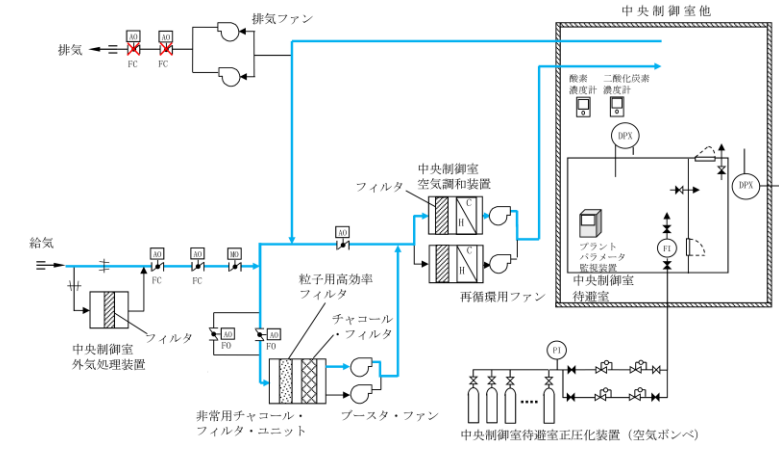 中央制御室他
排気ファン
排気
AO
AO
FC
FC
酸素
濃度計
二酸化炭素
濃度計
DPX
DPX
中央制御室
空気調和装置
フィルタ
C
H
C
H
AO
再循環用ファン
プラント
パラメータ
監視装置
FI
中央制御室
待避室
給気
AO
AO
MO
FC
FC
フィルタ
中央制御室
外気処理装置
粒子用高効率
フィルタ
チャコール
・フィルタ
AO
FO
AO
FO
非常用チャコール・
フィルタ・ユニット
ブースタ・ファン
PI
中央制御室待避室正圧化装置（空気ボンベ）